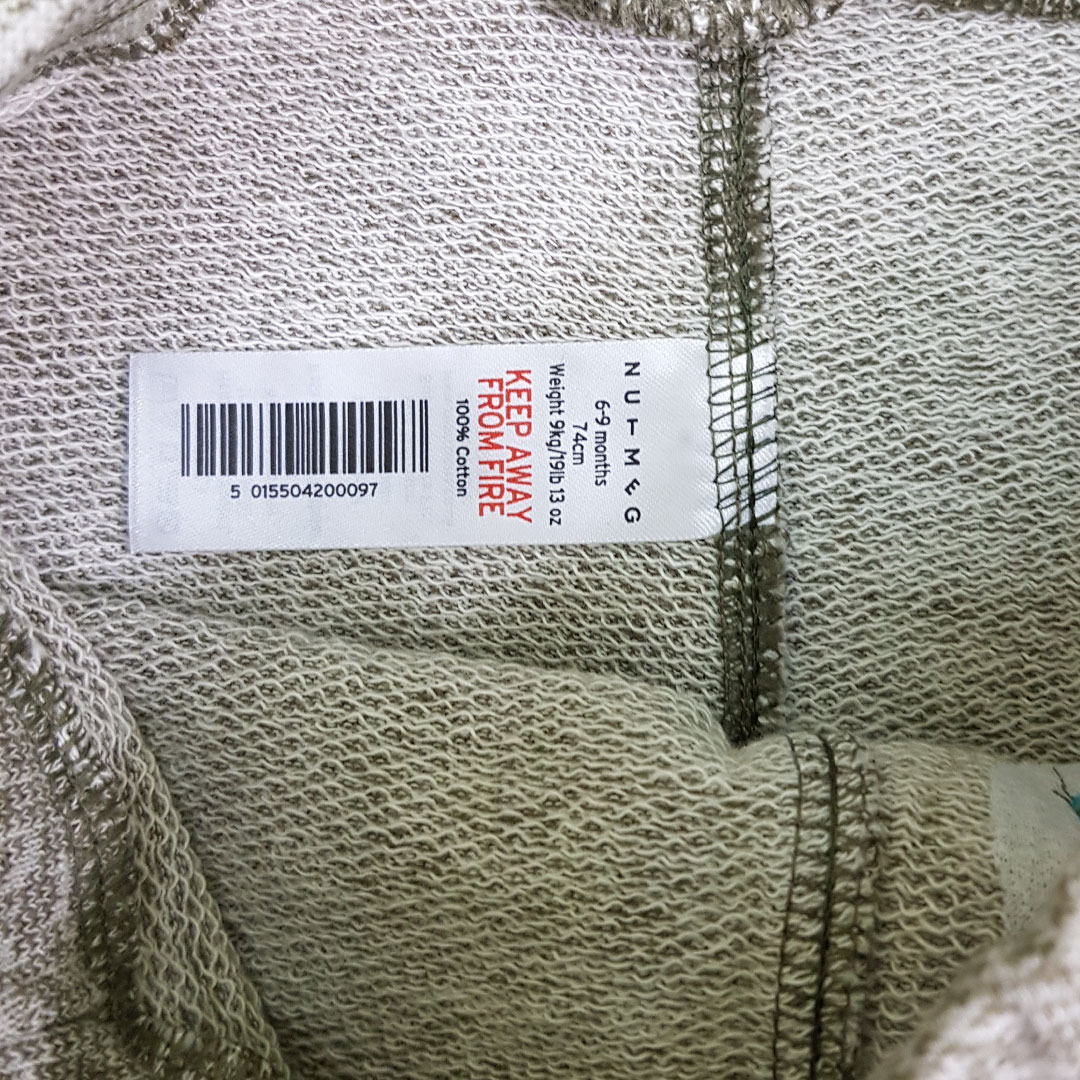 NUTMEG
6-9 months
74cm
Weight 9kg/19lb 13 oz
KEEP AWAY
FROM FIRE
100% Cotton
5 015504200097